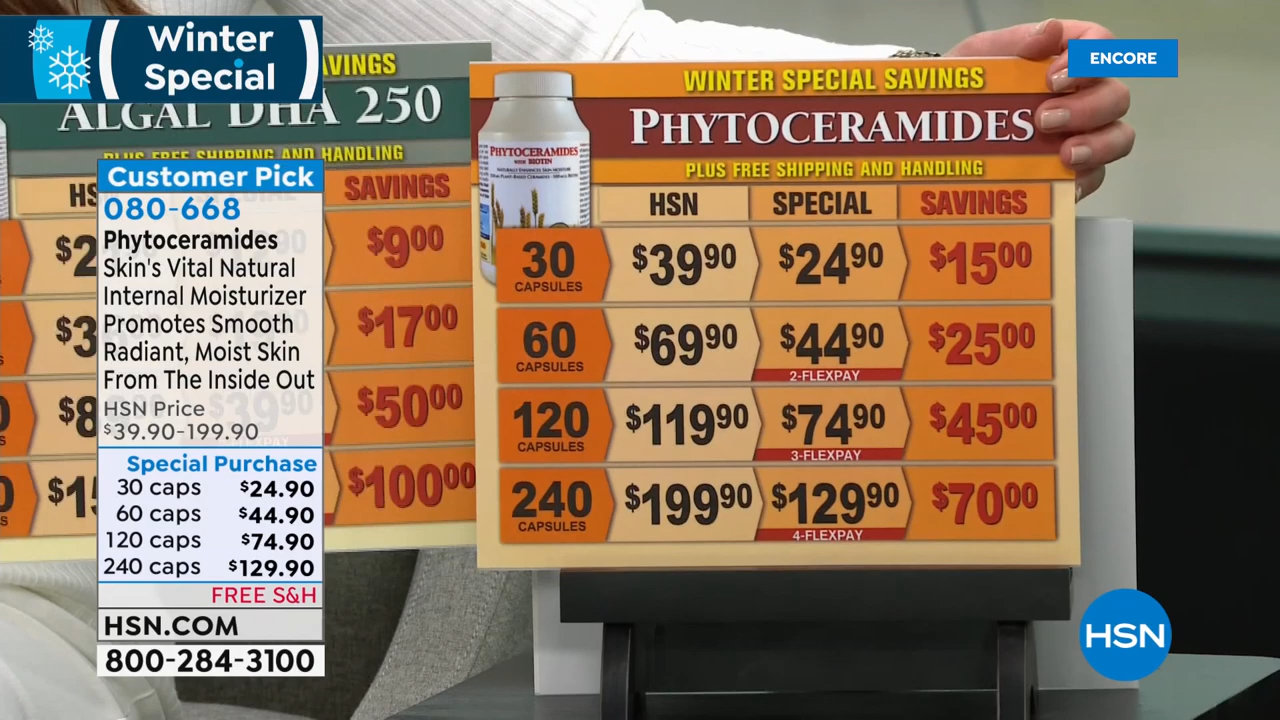 Winter
Special
ENCORE
AVINGS
ALGAL DHA 250
PLUS FREE SHIPPING AND HANDLING
SAVINGS
$9.00
$17.00
$50.00
$100.00
Customer Pick
080-668
Phytoceramides
Skin's Vital Natural
Internal Moisturizer
Promotes Smooth
Radiant, Moist Skin
From The Inside Out
HSN Price
$39.90-199.90
Special Purchase
30 caps $24.90
60 caps $44.90
120 caps $74.90
240 caps $129.90
FREE S&H
HSN.COM
800-284-3100
WINTER SPECIAL SAVINGS
PHYTOCERAMIDES
PLUS FREE SHIPPING AND HANDLING
PHYTOCERAMIDES
WITH BIOTIN
HSN SPECIAL SAVINGS
30 CAPSULES $39.90 $24.90 $15.00
60 CAPSULES $69.90 $44.90 $25.00
2-FLEXPAY
120 CAPSULES $119.90 $74.90 $45.00
3-FLEXPAY
240 CAPSULES $199.90 $129.90 $70.00
4-FLEXPAY
HSN